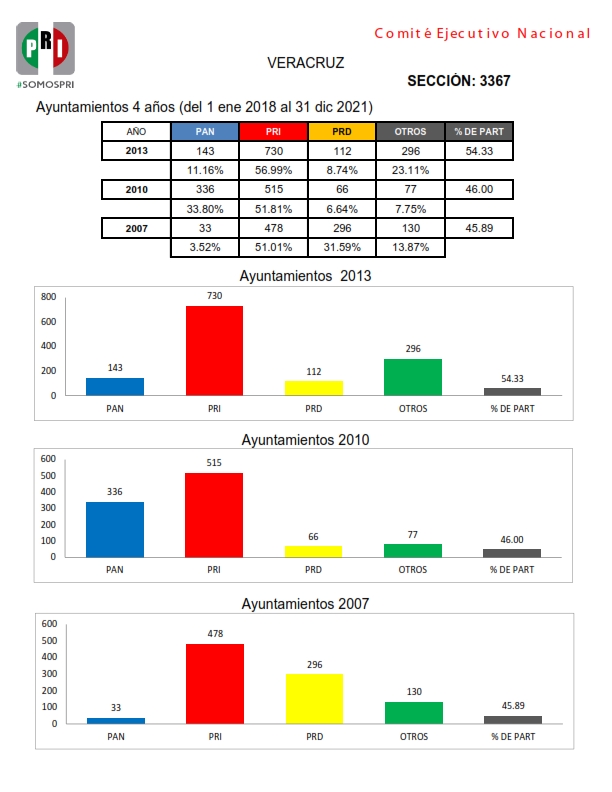 Comité Ejecutivo Nacional
PRI
#SOMOSPRI
VERACRUZ
SECCIÓN: 3367
Ayuntamientos 4 años (del 1 ene 2018 al 31 dic 2021)
AÑO PAN PRI PRD OTROS % DE PART
2013 143 730 112 296 54.33
11.16% 56.99% 8.74% 23.11%
2010 336 515 66 77 46.00
33.80% 51.81% 6.64% 7.75%
2007 33 478 296 130 45.89
3.52% 51.01% 31.59% 13.87%
Ayuntamientos 2013
800
600
400
200
0
143 730 112 296 54.33
PAN PRI PRD OTROS % DE PART
Ayuntamientos 2010
600
500
400
300
200
100
0
336 515 66 77 46.00
PAN PRI PRD OTROS % DE PART
Ayuntamientos 2007
600
500
400
300
200
100
0
33 478 296 130 45.89
PAN PRI PRD OTROS % DE PART